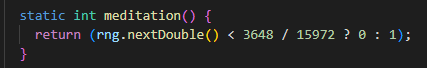 static int meditation() {
return (rng.nextDouble() < 3648 / 15972 ? 0 : 1);
}